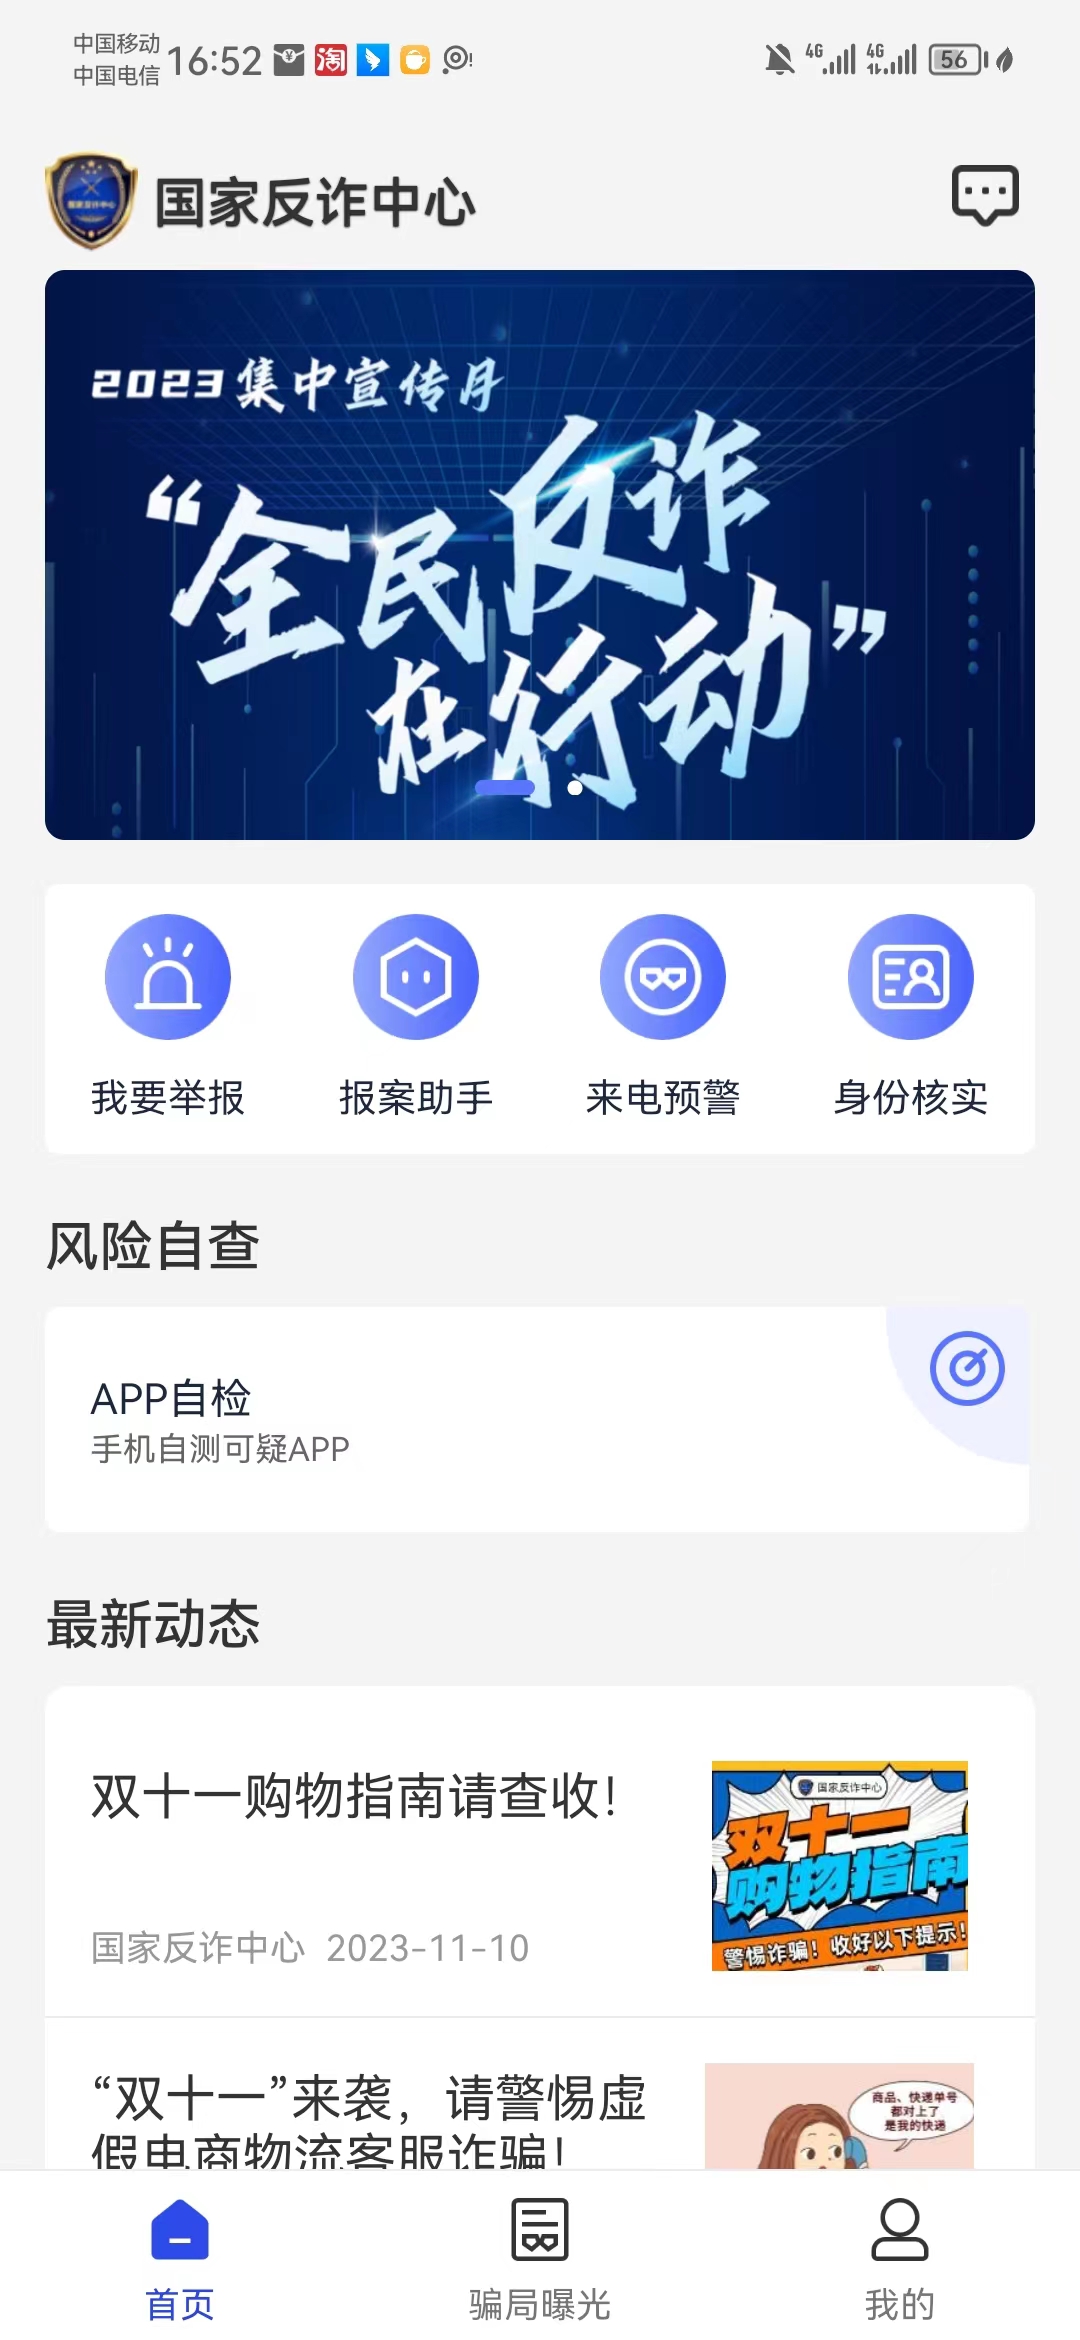 中国移动
中国电信
16:52
淘
4G
4G
56
国家反诈中心
2023集中宣传月
“全民反诈
在行动”
我要举报
报案助手
来电预警
身份核实
风险自查
APP自检
手机自测可疑APP
最新动态
双十一购物指南请查收！
国家反诈中心 2023-11-10
国家反诈中心
双十一
购物指南
警惕诈骗！收好以下提示！
“双十一”来袭，请警惕虚
假电商物流客服诈骗！
商品、快递单号
都对上了
是我的快递
首页
骗局曝光
我的